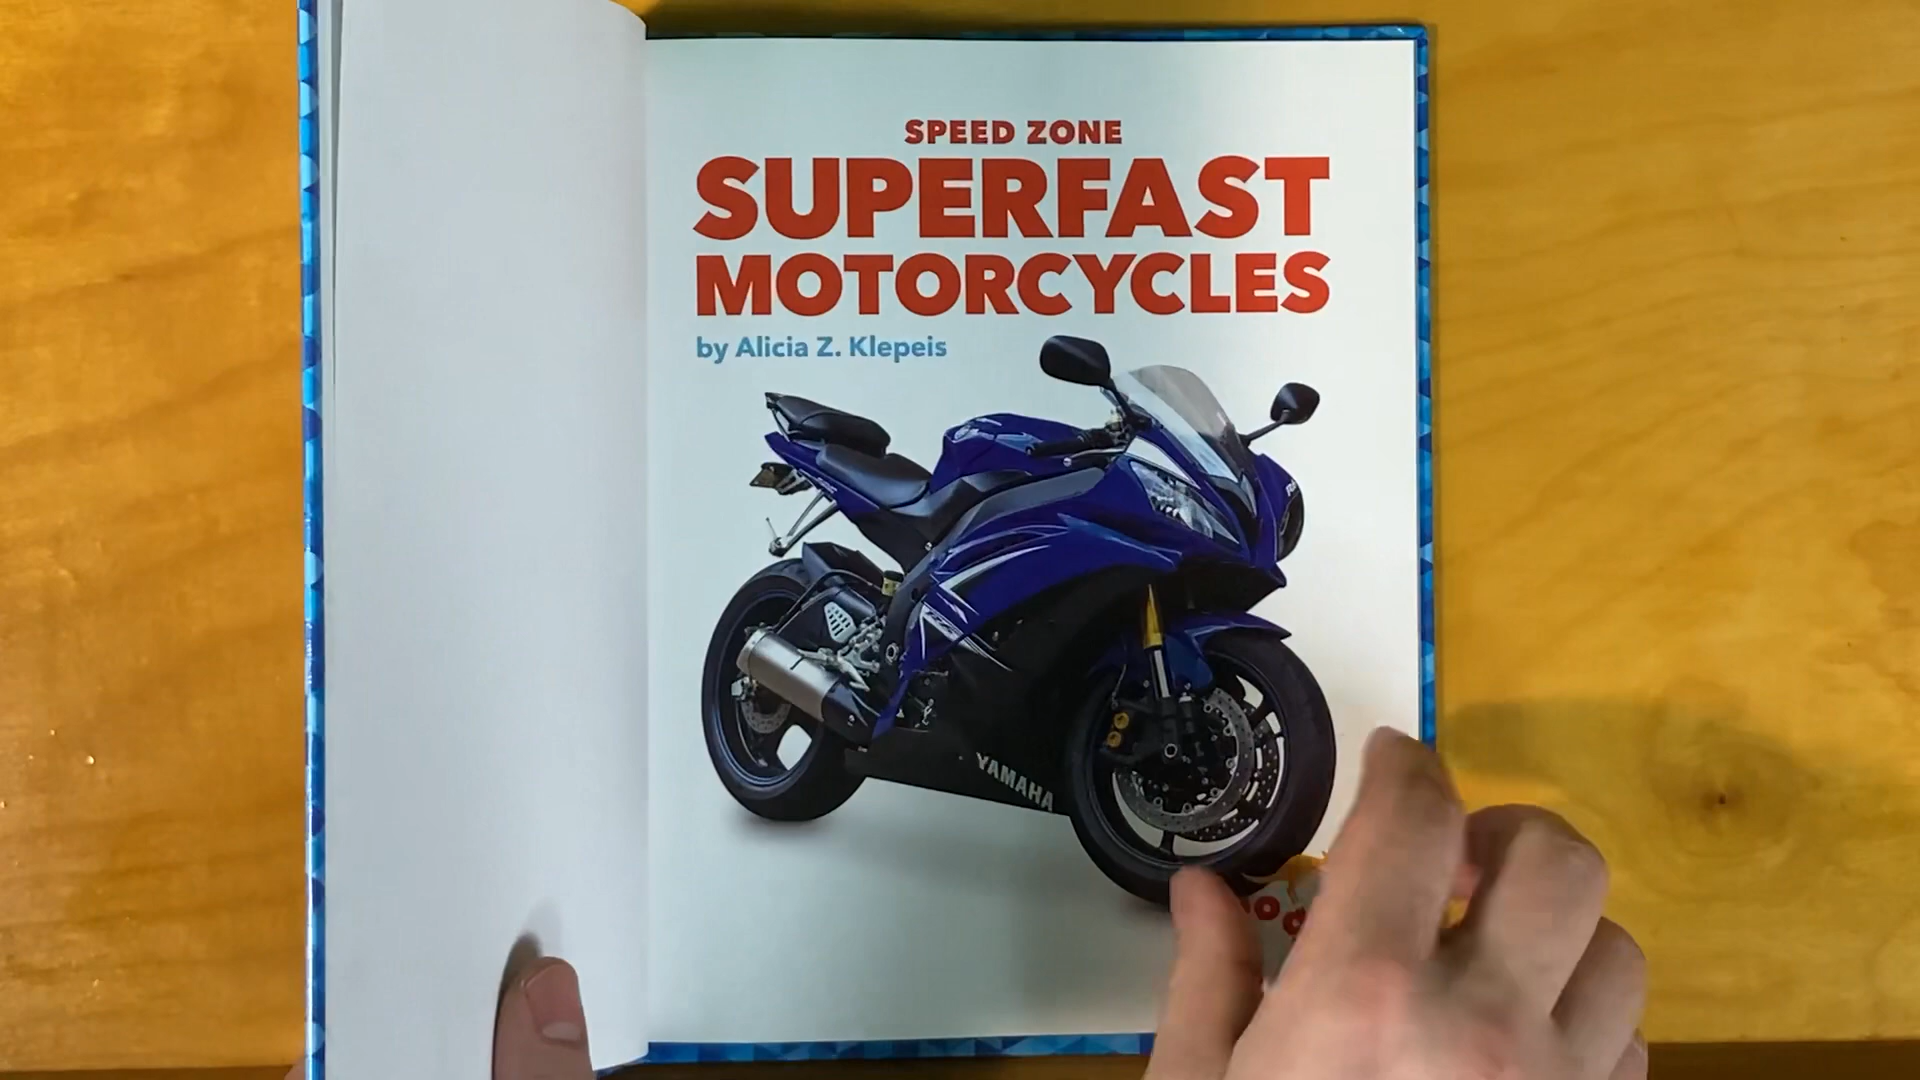 SPEED ZONE
SUPERFAST
MOTORCYCLES
by Alicia Z. Klepeis
YAMAHA